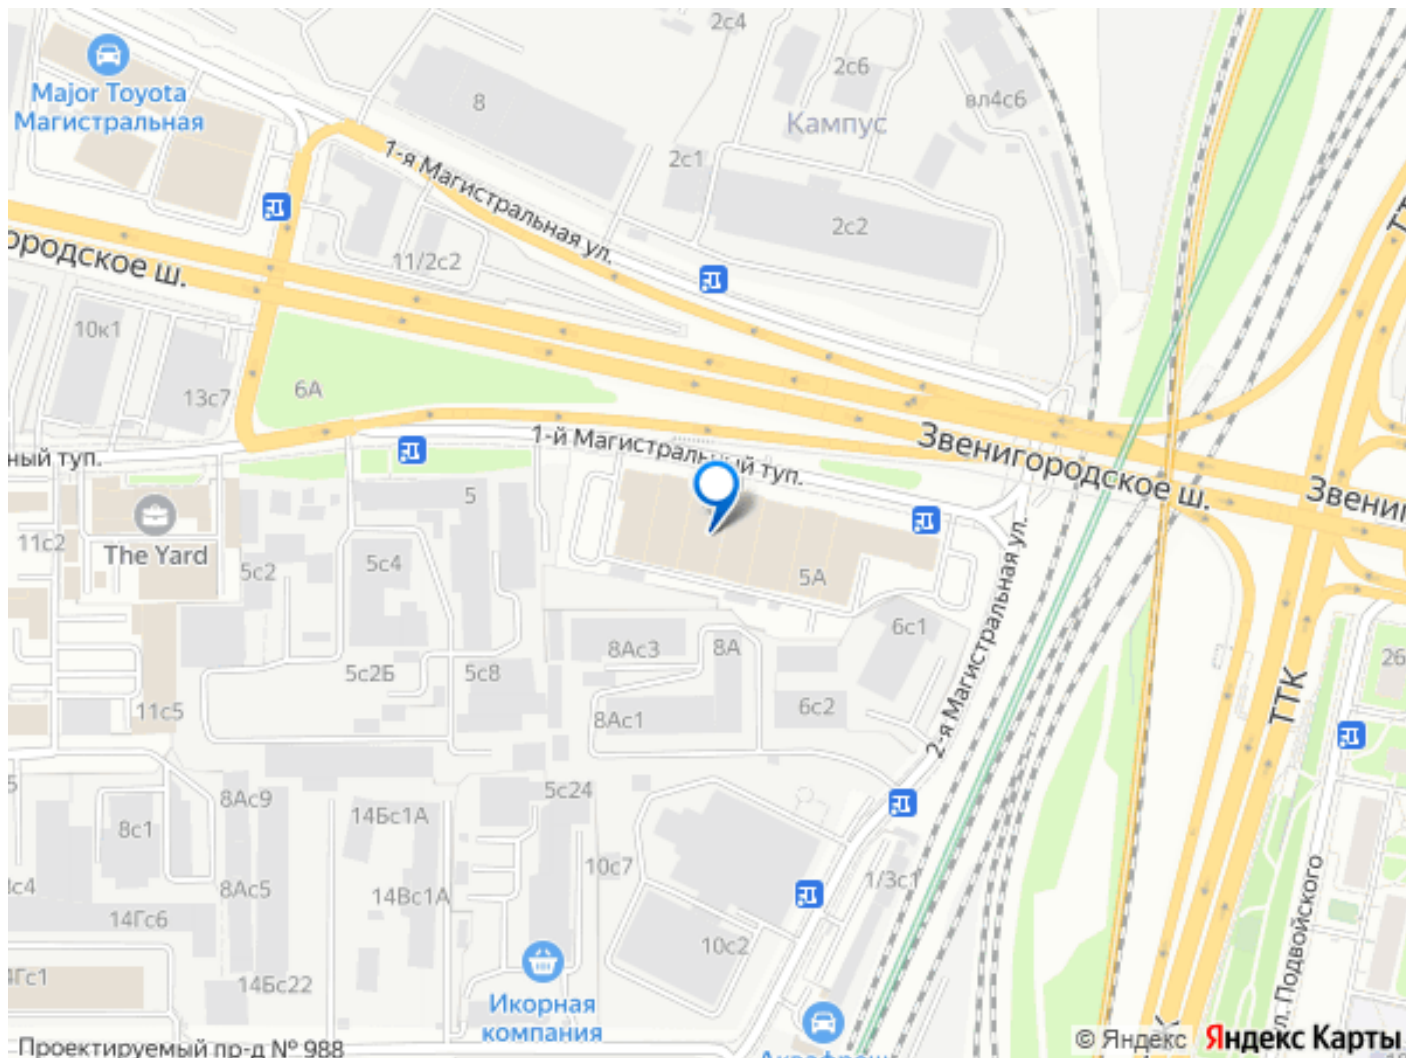 2с4
Major Toyota
Магистральная
8
2с6
вл4с6
Кампус
1-я Магистральная ул.
2с1
2с2
11/2с2
ородское ш.
10к1
13с7
6А
ный туп.
1-й Магистральный туп.
Звенигородское ш.
11с2
The Yard
5
5с4
5с2
5А
2-я Магистральная ул.
6с1
8Ас3
8А
5с2Б
5с8
26
11с5
8Ас1
6с2
ТТК
8Ас9
5с24
14Бс1А
8с1
10с7
1/3с1
8Ас5
14Вс1А
14Гс6
10с2
14Бс22
Икорная
компания
Проектируемый пр-д № 988
Подвойского
© Яндекс
Яндекс Карты